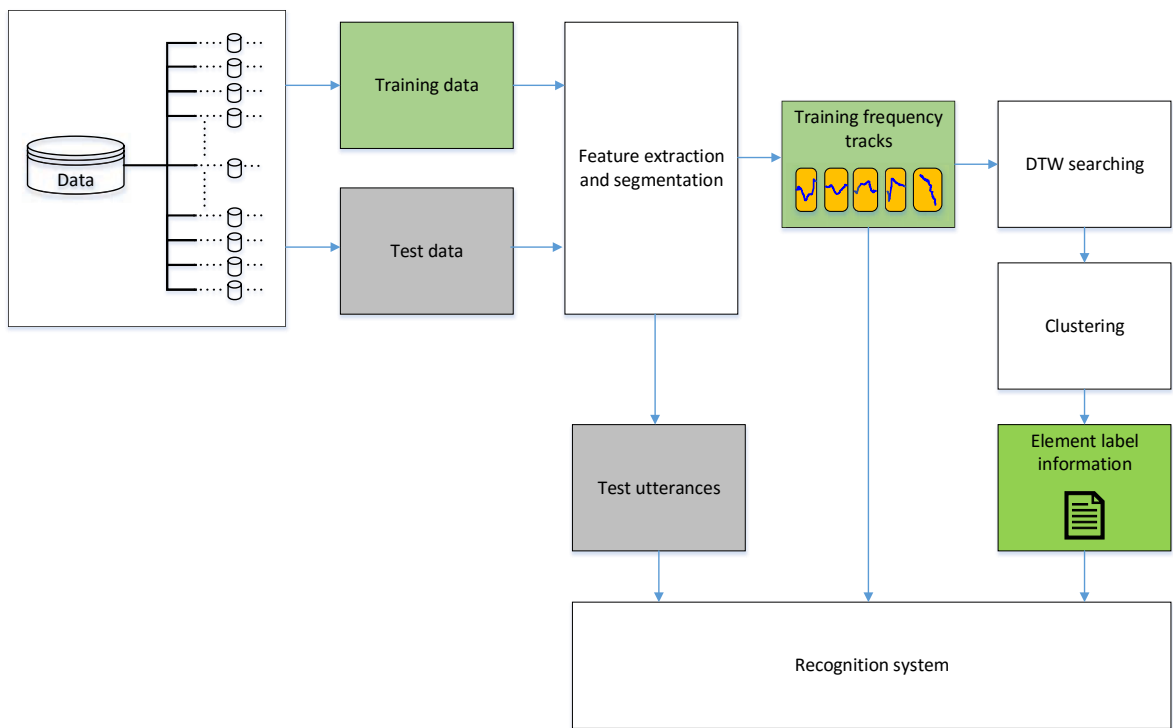 Data
Training data
Test data
Feature extraction
and segmentation
Training frequency
tracks
DTW searching
Clustering
Element label
information
Test utterances
Recognition system